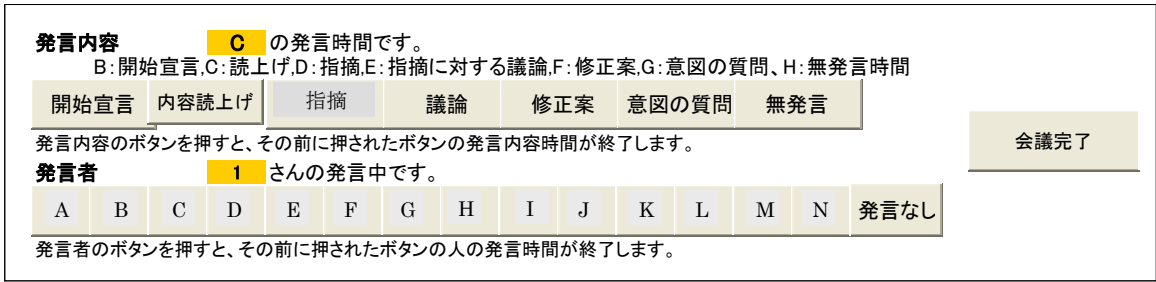 発言内容 C の発言時間です。
B:開始宣言,C:読上げ,D:指摘,E:指摘に対する議論,F:修正案,G:意図の質問、H:無発言時間
開始宣言 内容読上げ 指摘 議論 修正案 意図の質問 無発言
発言内容のボタンを押すと、その前に押されたボタンの発言内容時間が終了します。
会議完了
発言者 1 さんの発言中です。
A B C D E F G H I J K L M N 発言なし
発言者のボタンを押すと、その前に押されたボタンの人の発言時間が終了します。